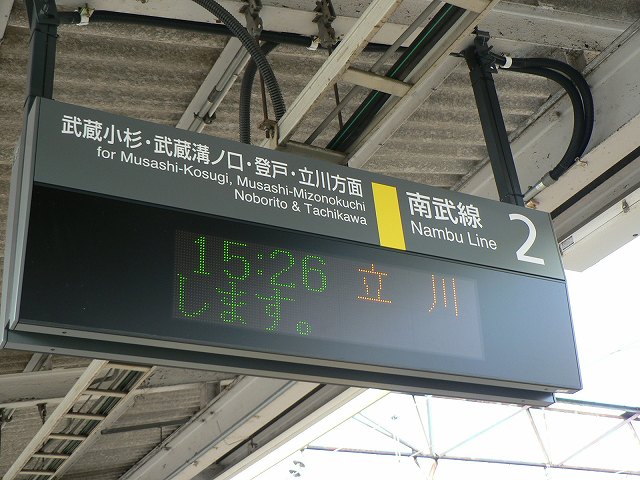 武蔵小杉・武蔵溝ノ口・登戸・立川方面
for Musashi-Kosugi, Musashi-Mizonokuchi
Noborito & Tachikawa
南武線
Nambu Line
2
15:26 立川
します。